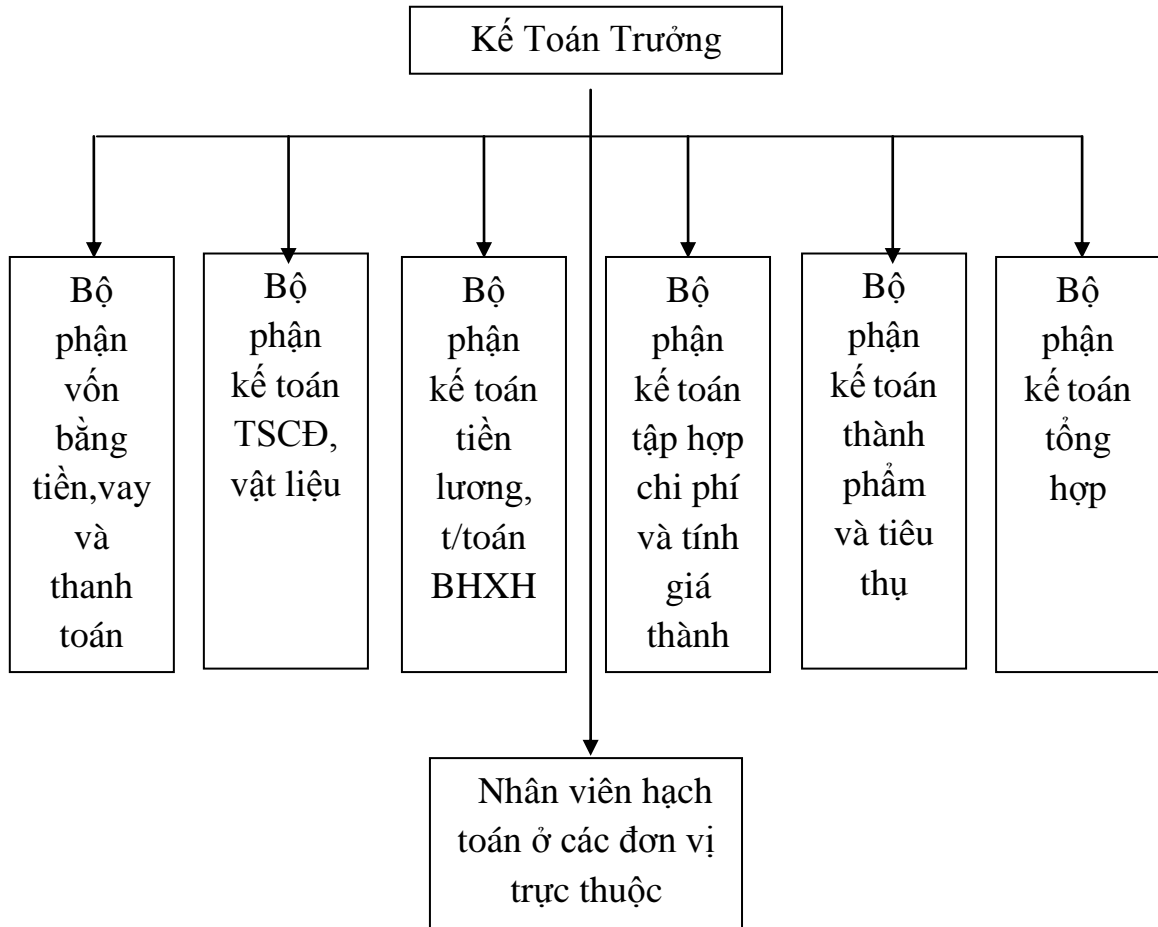 Kế Toán Trưởng
Bộ
phận
vốn
bằng
tiền,vay
và
thanh
toán
Bộ
phận
kế toán
TSCĐ,
vật liệu
Bộ
phận
kế toán
tiền
lương,
t/toán
BHXH
Bộ
phận
kế toán
tập hợp
chi phí
và tính
giá
thành
Bộ
phận
kế toán
thành
phẩm
và tiêu
thụ
Bộ
phận
kế toán
tổng
hợp
Nhân viên hạch
toán ở các đơn vị
trực thuộc